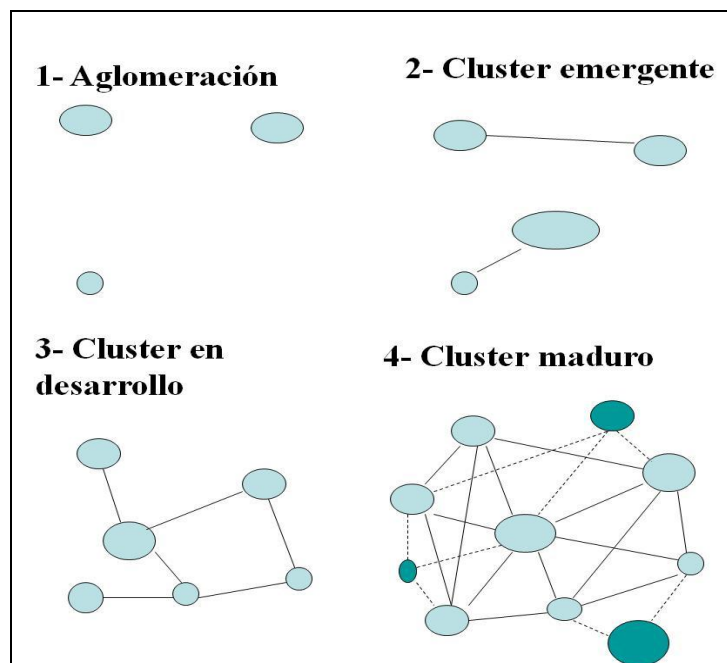 1- Aglomeración
2- Cluster emergente
3- Cluster en
desarrollo
4- Cluster maduro